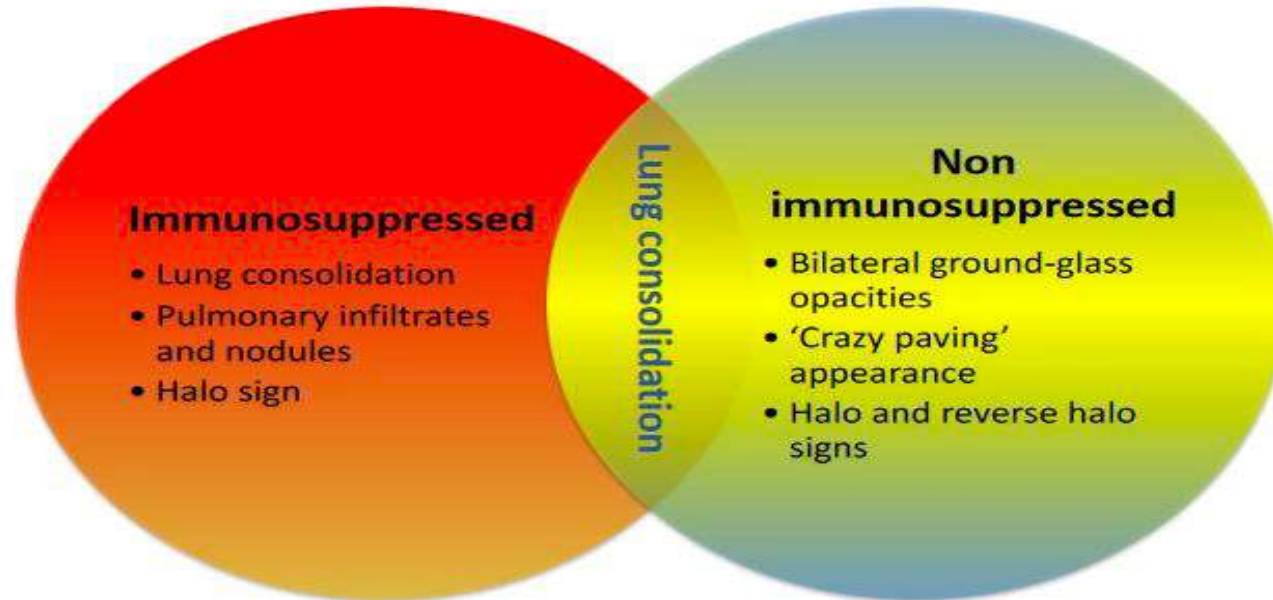 Immunosuppressed
• Lung consolidation
• Pulmonary infiltrates
and nodules
• Halo sign
Lung consolidation
Non
immunosuppressed
• Bilateral ground-glass
opacities
• ‘Crazy paving’
appearance
• Halo and reverse halo
signs